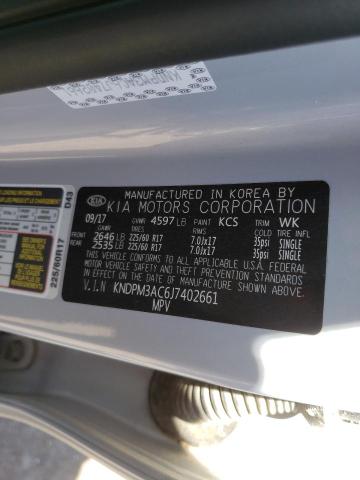 D43
225/60R17
MANUFACTURED IN KOREA BY
KIA KIA MOTORS CORPORATION
09/17 GVWR 4597 LB PAINT KCS TRIM WK
GAWR TIRES RIMS COLD TIRE INFL
FRONT 2646 LB 225/60 R17 7.0Jx17 35psi SINGLE
REAR 2535 LB 225/60 R17 7.0Jx17 35psi SINGLE
THIS VEHICLE CONFORMS TO ALL APPLICABLE U.S.A. FEDERAL
MOTOR VEHICLE SAFETY AND THEFT PREVENTION STANDARDS
IN EFFECT ON THE DATE OF MANUFACTURE SHOWN ABOVE.
V.I.N KNDPM3AC6J7402661
MPV